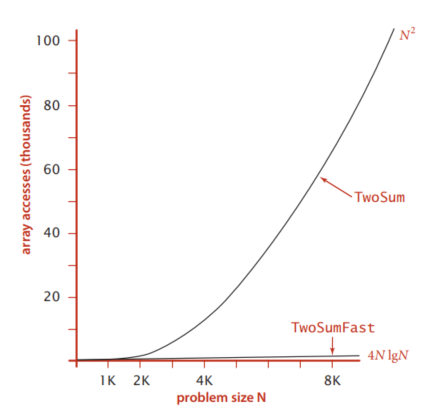 100
80
60
40
20
array accesses (thousands)
N²
TwoSum
TwoSumFast
4N lgN
1K 2K 4K 8K
problem size N